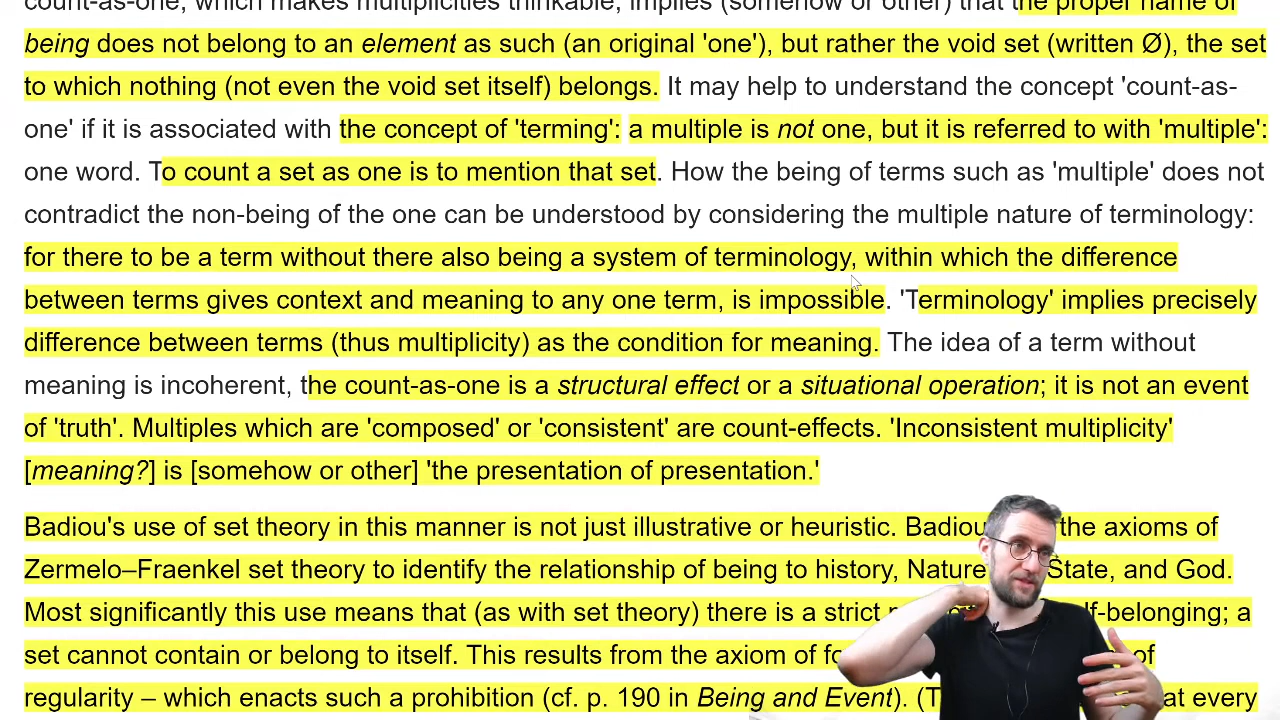 count-as-one, which makes multiplicities thinkable, implies (somehow or other) that the proper name of
being does not belong to an element as such (an original 'one'), but rather the void set (written Ø), the set
to which nothing (not even the void set itself) belongs. It may help to understand the concept 'count-as-
one' if it is associated with the concept of 'terming': a multiple is not one, but it is referred to with 'multiple':
one word. To count a set as one is to mention that set. How the being of terms such as 'multiple' does not
contradict the non-being of the one can be understood by considering the multiple nature of terminology:
for there to be a term without there also being a system of terminology, within which the difference
between terms gives context and meaning to any one term, is impossible. 'Terminology' implies precisely
difference between terms (thus multiplicity) as the condition for meaning. The idea of a term without
meaning is incoherent, the count-as-one is a structural effect or a situational operation; it is not an event
of 'truth'. Multiples which are 'composed' or 'consistent' are count-effects. 'Inconsistent multiplicity'
[meaning?] is [somehow or other] 'the presentation of presentation.'
Badiou's use of set theory in this manner is not just illustrative or heuristic. Badiou the axioms of
Zermelo–Fraenkel set theory to identify the relationship of being to history, Nature State, and God.
Most significantly this use means that (as with set theory) there is a strict lf-belonging; a
set cannot contain or belong to itself. This results from the axiom of of
regularity – which enacts such a prohibition (cf. p. 190 in Being and Event). at every